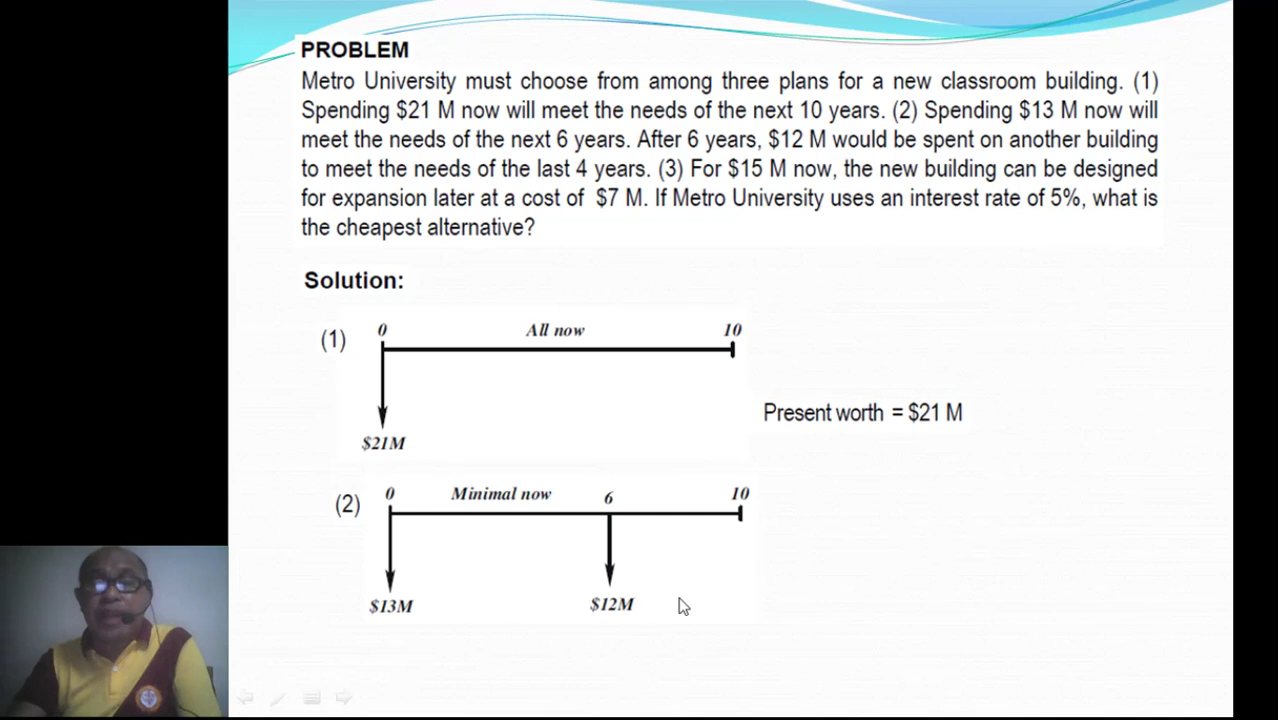 PROBLEM
Metro University must choose from among three plans for a new classroom building. (1)
Spending $21 M now will meet the needs of the next 10 years. (2) Spending $13 M now will
meet the needs of the next 6 years. After 6 years, $12 M would be spent on another building
to meet the needs of the last 4 years. (3) For $15 M now, the new building can be designed
for expansion later at a cost of $7 M. If Metro University uses an interest rate of 5%, what is
the cheapest alternative?
Solution:
(1)
0 All now 10
$21M
Present worth = $21 M
(2)
0 Minimal now 6 10
$13M $12M